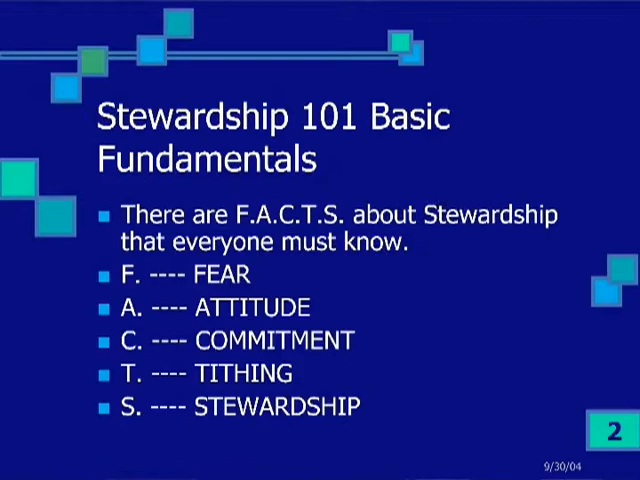 Stewardship 101 Basic
Fundamentals
There are F.A.C.T.S. about Stewardship
that everyone must know.
F. ---- FEAR
A. ---- ATTITUDE
C. ---- COMMITMENT
T. ---- TITHING
S. ---- STEWARDSHIP
2
9/30/04